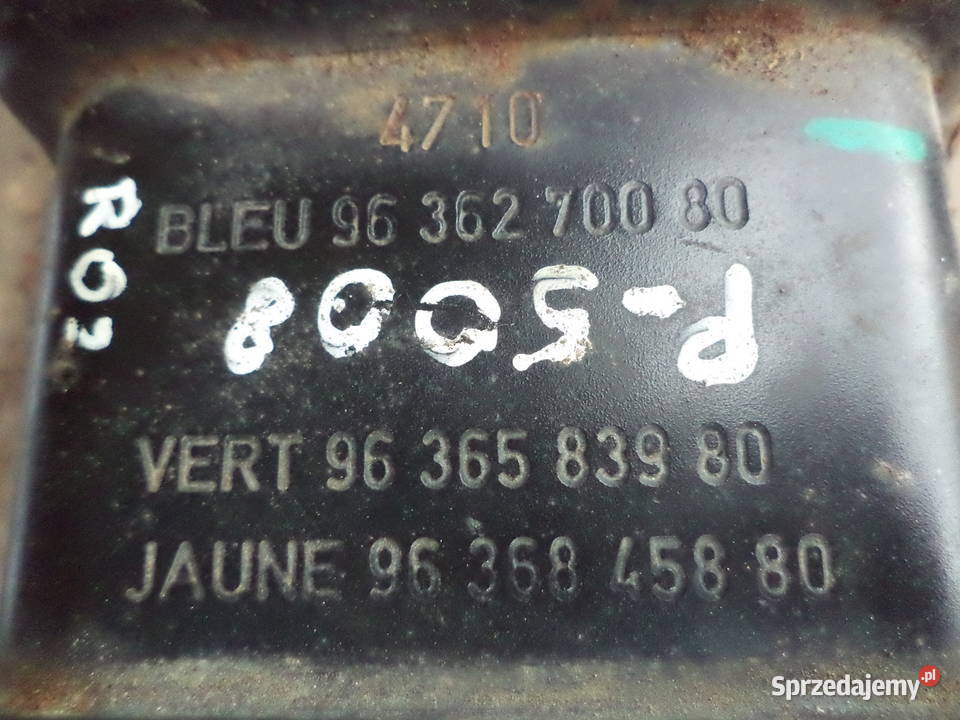 4710
BLEU 96 362 700 80
P-5008
VERT 96 365 839 80
JAUNE 96 368 458 80
Sprzedajemy.pl